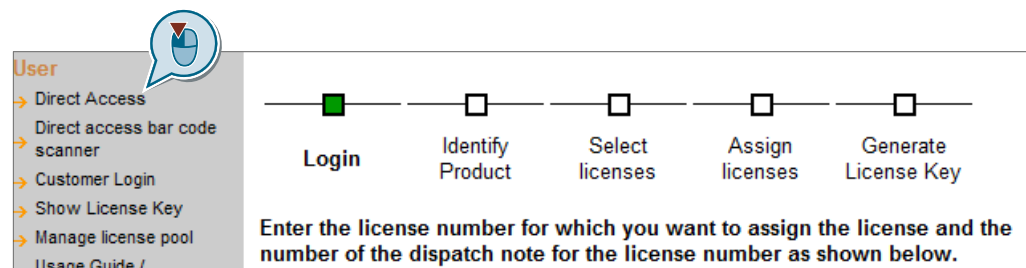 User
Direct Access
Direct access bar code
scanner
Customer Login
Show License Key
Manage license pool
Usage Guide /
Login
Identify
Product
Select
licenses
Assign
licenses
Generate
License Key
Enter the license number for which you want to assign the license and the
number of the dispatch note for the license number as shown below.